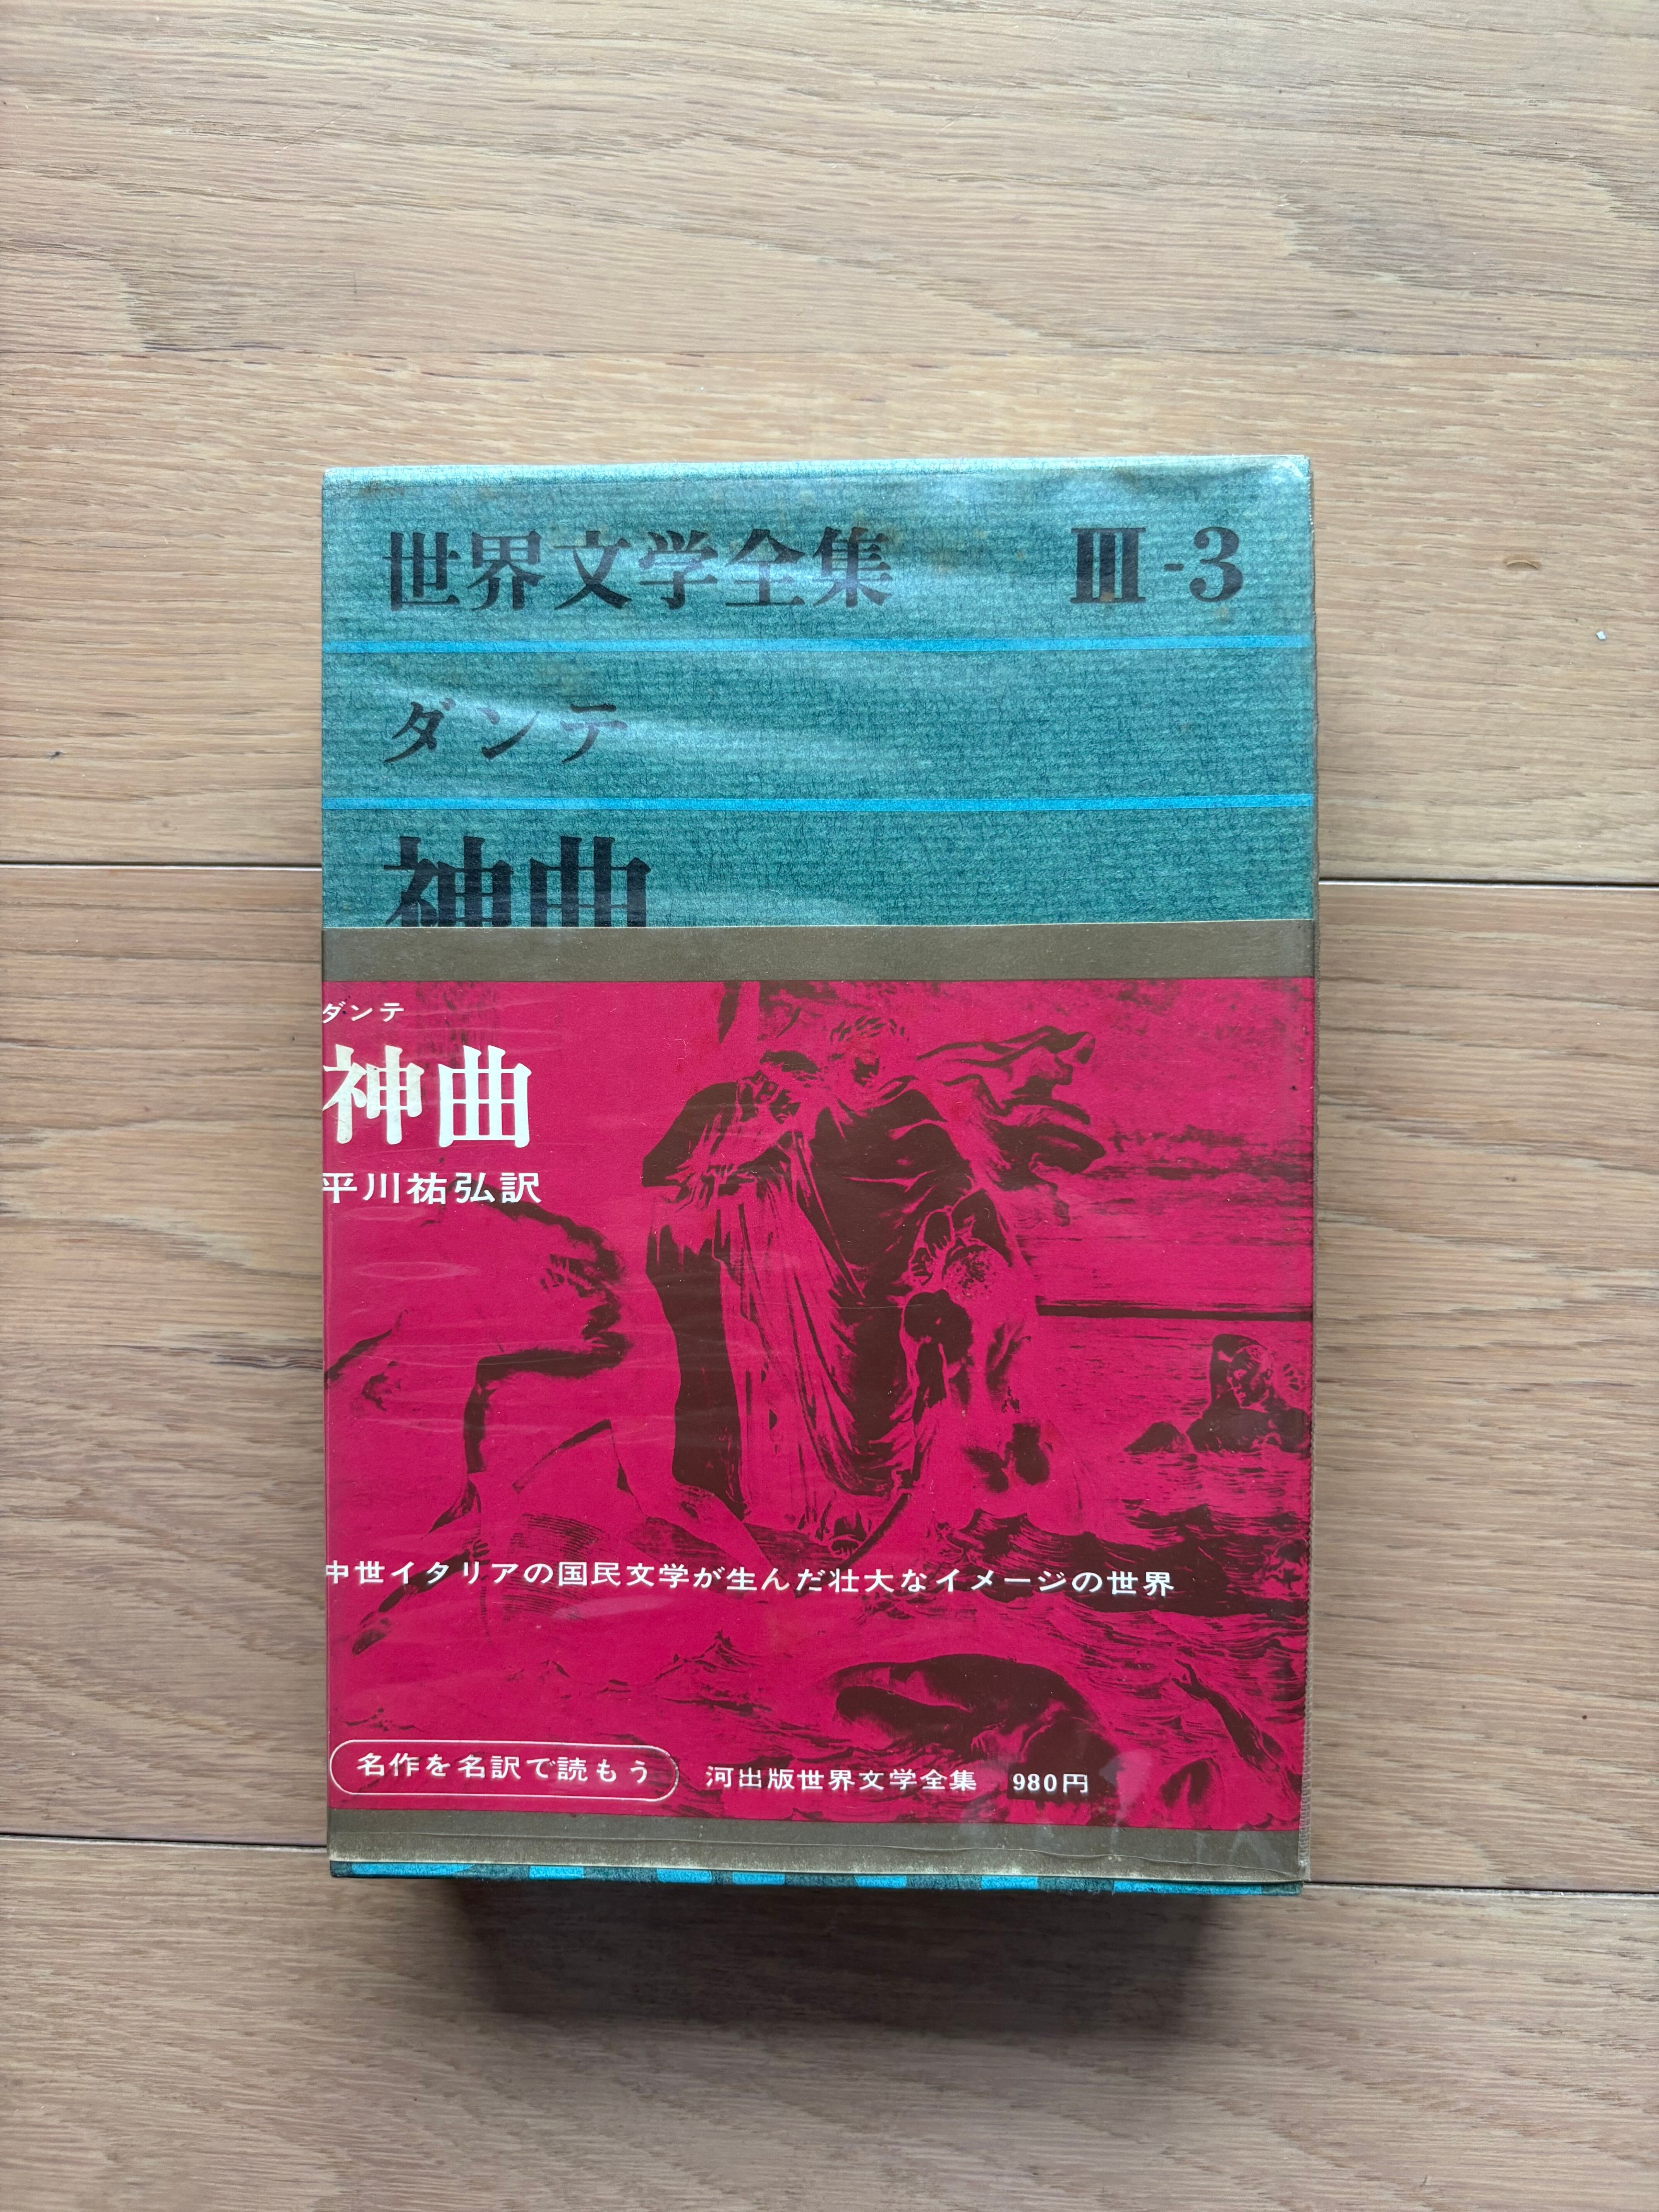 世界文学全集 III-3
ダンテ
神曲
ダンテ
神曲
平川祐弘訳
中世イタリアの国民文学が生んだ壮大なイメージの世界
名作を名訳で読もう 河出版世界文学全集 980円